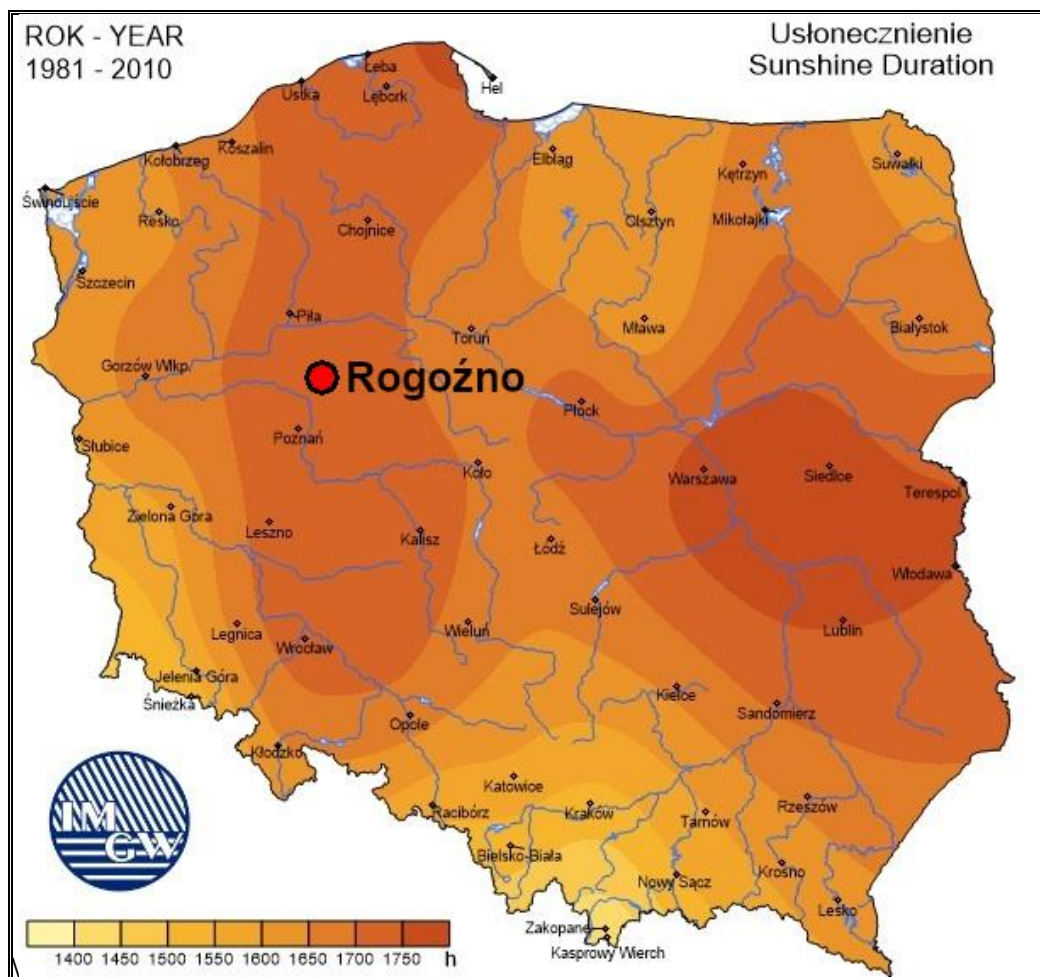 ROK - YEAR
1981 - 2010
Usłonecznienie
Sunshine Duration
Łeba
Hel
Ustka
Lębork
Kołobrzeg
Koszalin
Elbląg
Kętrzyn
Suwałki
Świnoujście
Resko
Chojnice
Olsztyn
Mikołajki
Szczecin
Piła
Toruń
Mława
Białystok
Gorzów Wlkp.
Rogoźno
Płock
Słubice
Poznań
Koło
Warszawa
Siedlce
Terespol
Zielona Góra
Leszno
Kalisz
Łódź
Włodawa
Sulejów
Legnica
Wrocław
Wieluń
Lublin
Jelenia Góra
Śnieżka
Kielce
Opole
Sandomierz
Kłodzko
Katowice
Racibórz
Kraków
Tarnów
Rzeszów
IM
GW
Bielsko-Biała
Nowy Sącz
Krosno
Lesko
Zakopane
Kasprowy Wierch
1400 1450 1500 1550 1600 1650 1700 1750 h